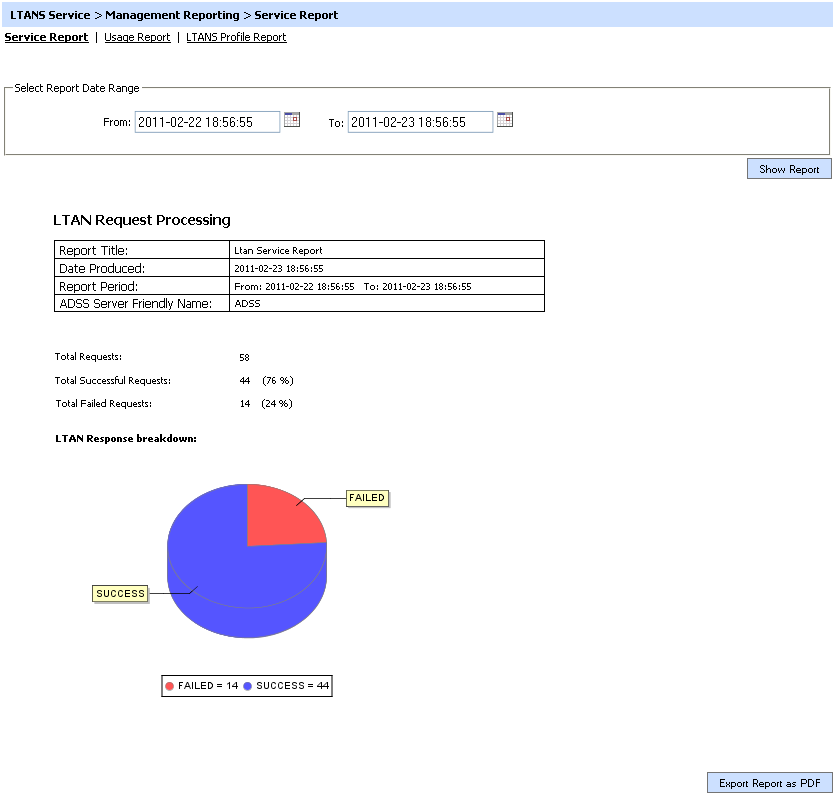 LTANS Service > Management Reporting > Service Report
Service Report | Usage Report | LTANS Profile Report
Select Report Date Range
From: 2011-02-22 18:56:55 To: 2011-02-23 18:56:55
Show Report
LTAN Request Processing
Report Title: Ltan Service Report
Date Produced: 2011-02-23 18:56:55
Report Period: From: 2011-02-22 18:56:55 To: 2011-02-23 18:56:55
ADSS Server Friendly Name: ADSS
Total Requests: 58
Total Successful Requests: 44 (76 %)
Total Failed Requests: 14 (24 %)
LTAN Response breakdown:
FAILED
SUCCESS
FAILED = 14 SUCCESS = 44
Export Report as PDF